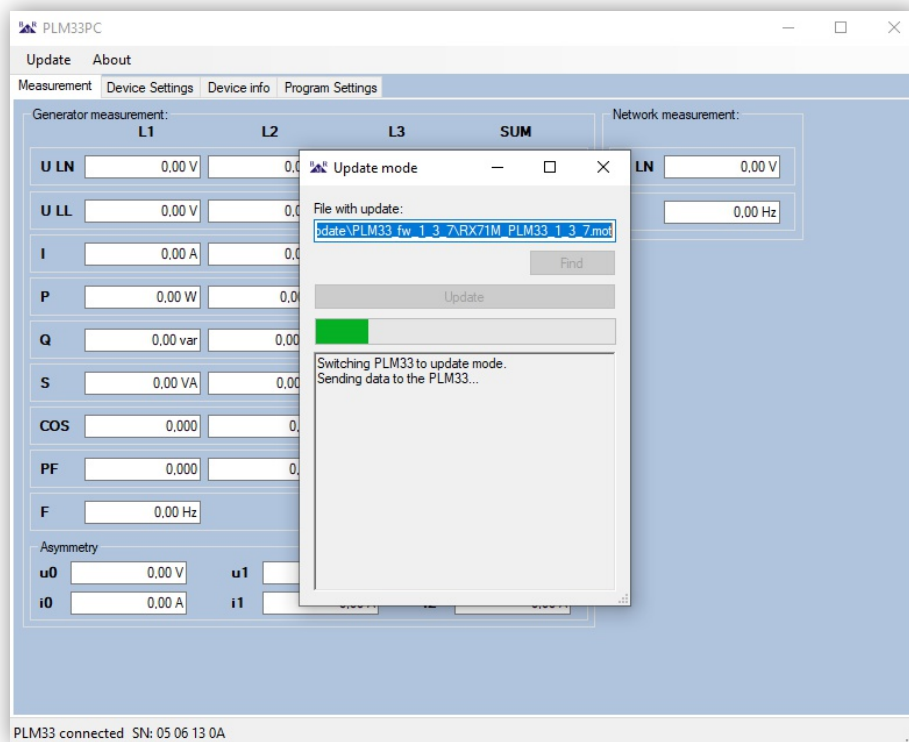 PLM33PC
Update About
Measurement Device Settings Device info Program Settings
Generator measurement: Network measurement:
L1 L2 L3 SUM
U LN 0,00 V LN 0,00 V
U LL 0,00 V 0,00 Hz
I 0,00 A
P 0,00 W
Q 0,00 var 0,00
S 0,00 VA 0,00
COS 0,000
PF 0,000
F 0,00 Hz
Asymmetry
u0 0,00 V u1
i0 0,00 A i1
Update mode
File with update:
pdate\PLM33_fw_1_3_7\RX71M_PLM33_1_3_7.mot
Find
Update
Switching PLM33 to update mode.
Sending data to the PLM33...
PLM33 connected SN: 05 06 13 0A